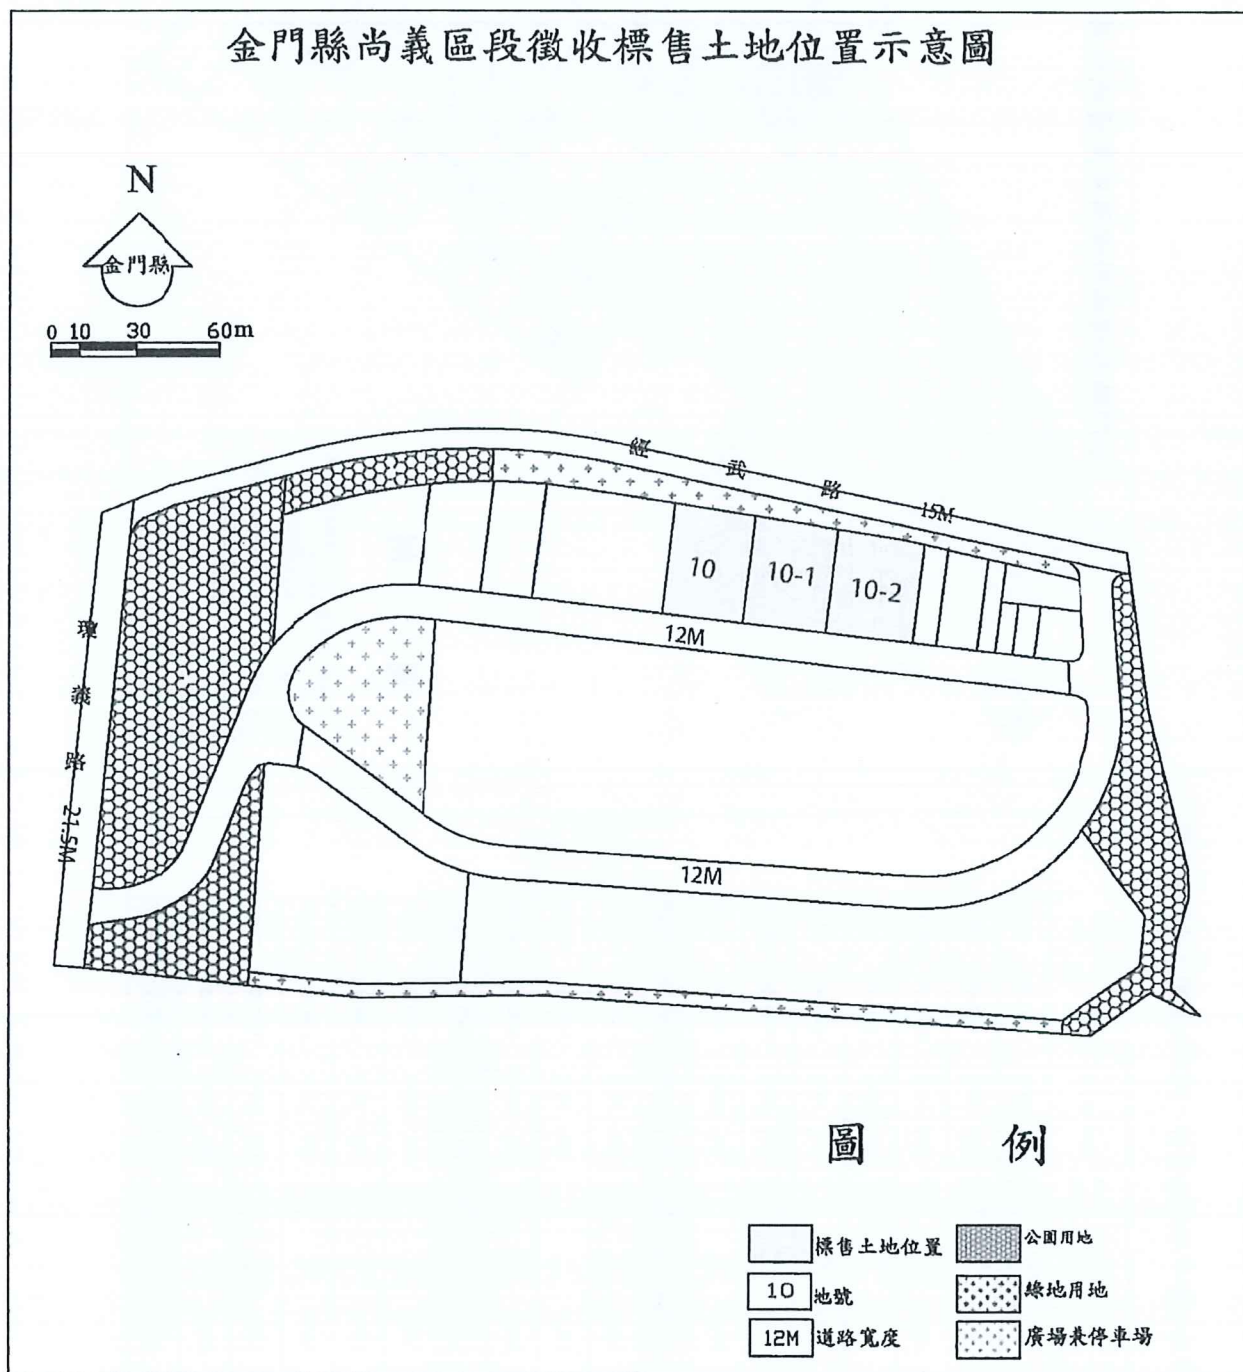 金門縣尚義區段徵收標售土地位置示意圖
N
金門縣
0 10 30 60m
經武路 15M
10
10-1
10-2
12M
環義路 21.5M
12M
圖例
標售土地位置
公園用地
10 地號
綠地用地
12M 道路寬度
廣場兼停車場